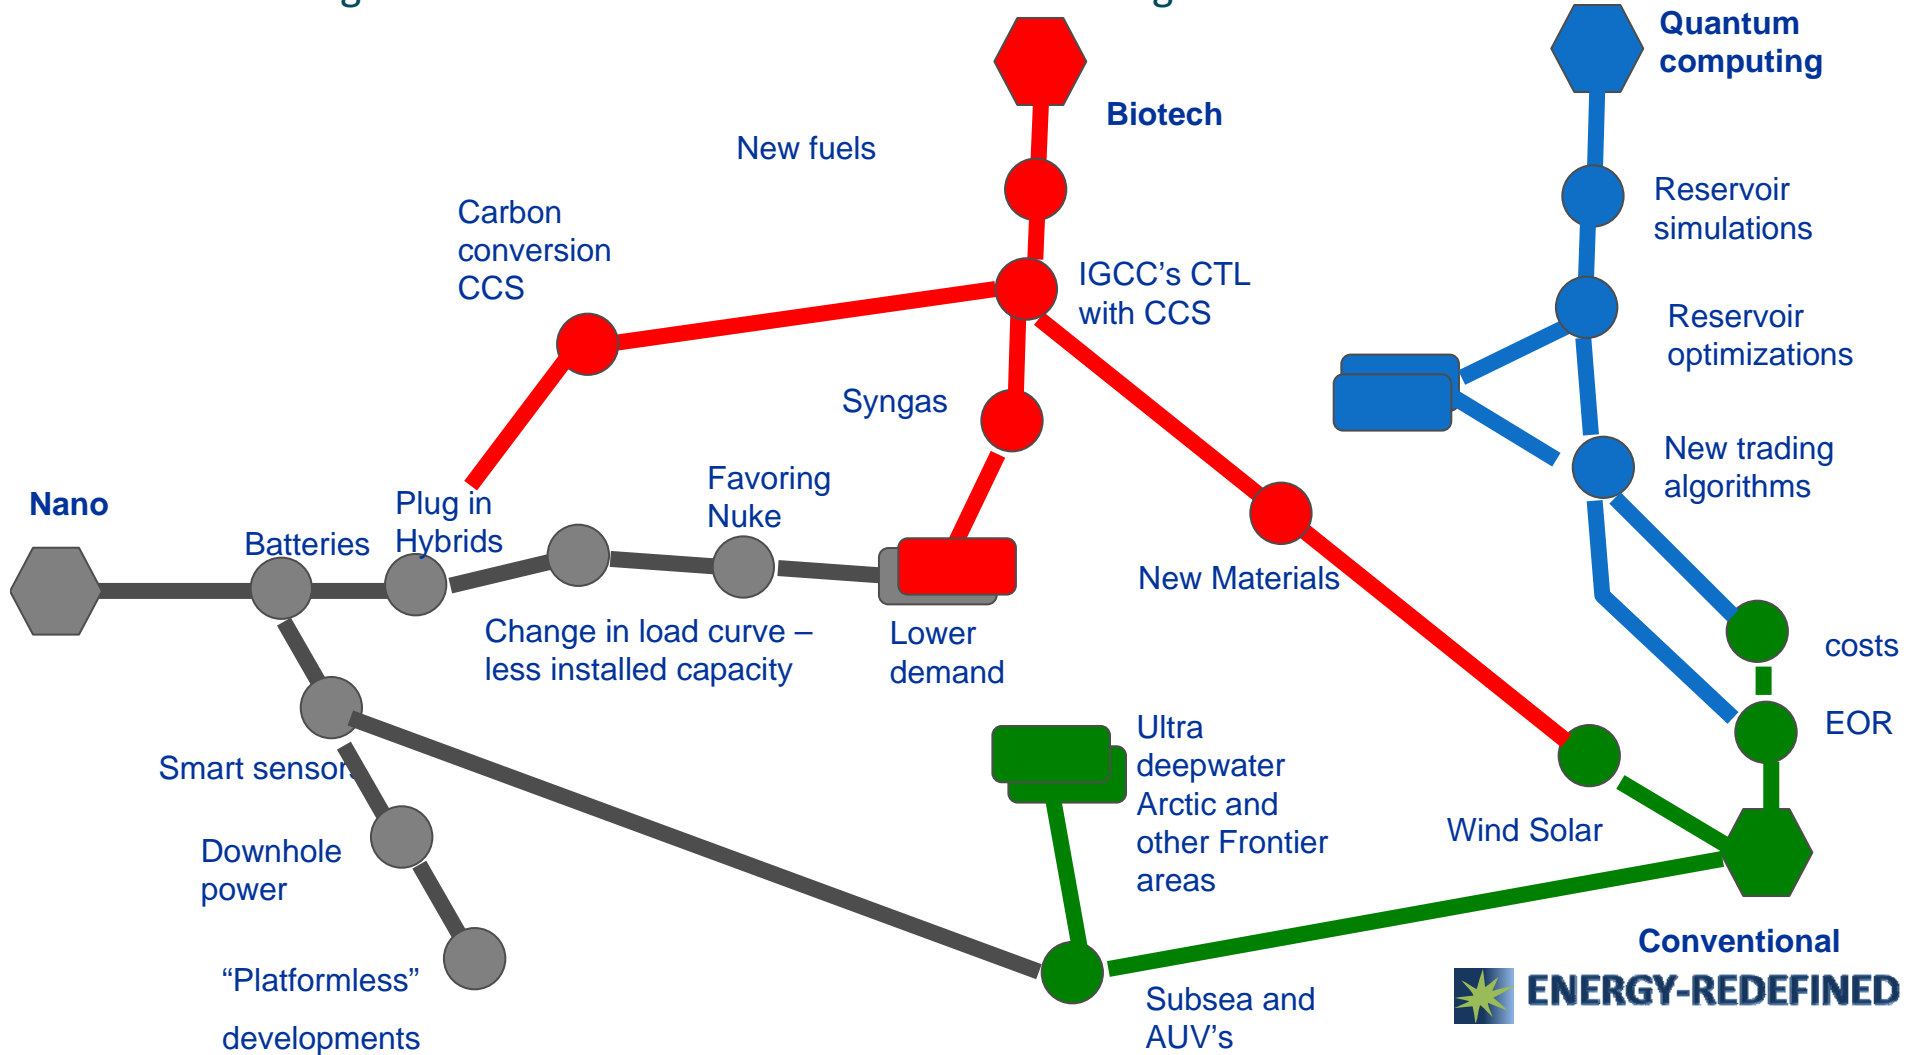 Quantum
computing
Biotech
New fuels
Carbon
conversion
CCS
Reservoir
simulations
IGCC's CTL
with CCS
Reservoir
optimizations
Syngas
New trading
algorithms
Favoring
Nuke
Plug in
Hybrids
Nano
Batteries
New Materials
Change in load curve –
less installed capacity
Lower
demand
costs
EOR
Ultra
deepwater
Arctic and
other Frontier
areas
Smart sensors
Wind Solar
Downhole
power
Conventional
"Platformless"
developments
Subsea and
AUV's
ENERGY-REDEFINED